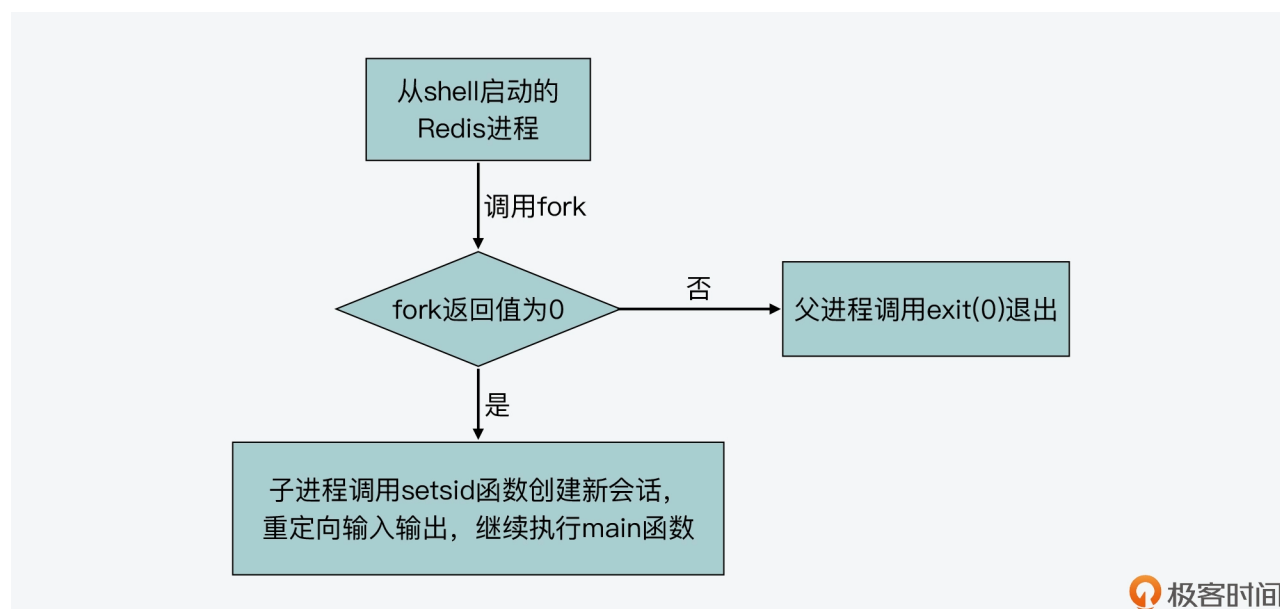 从shell启动的
Redis进程
调用fork
fork返回值为0
否
父进程调用exit(0)退出
是
子进程调用setsid函数创建新会话，
重定向输入输出，继续执行main函数
极客时间